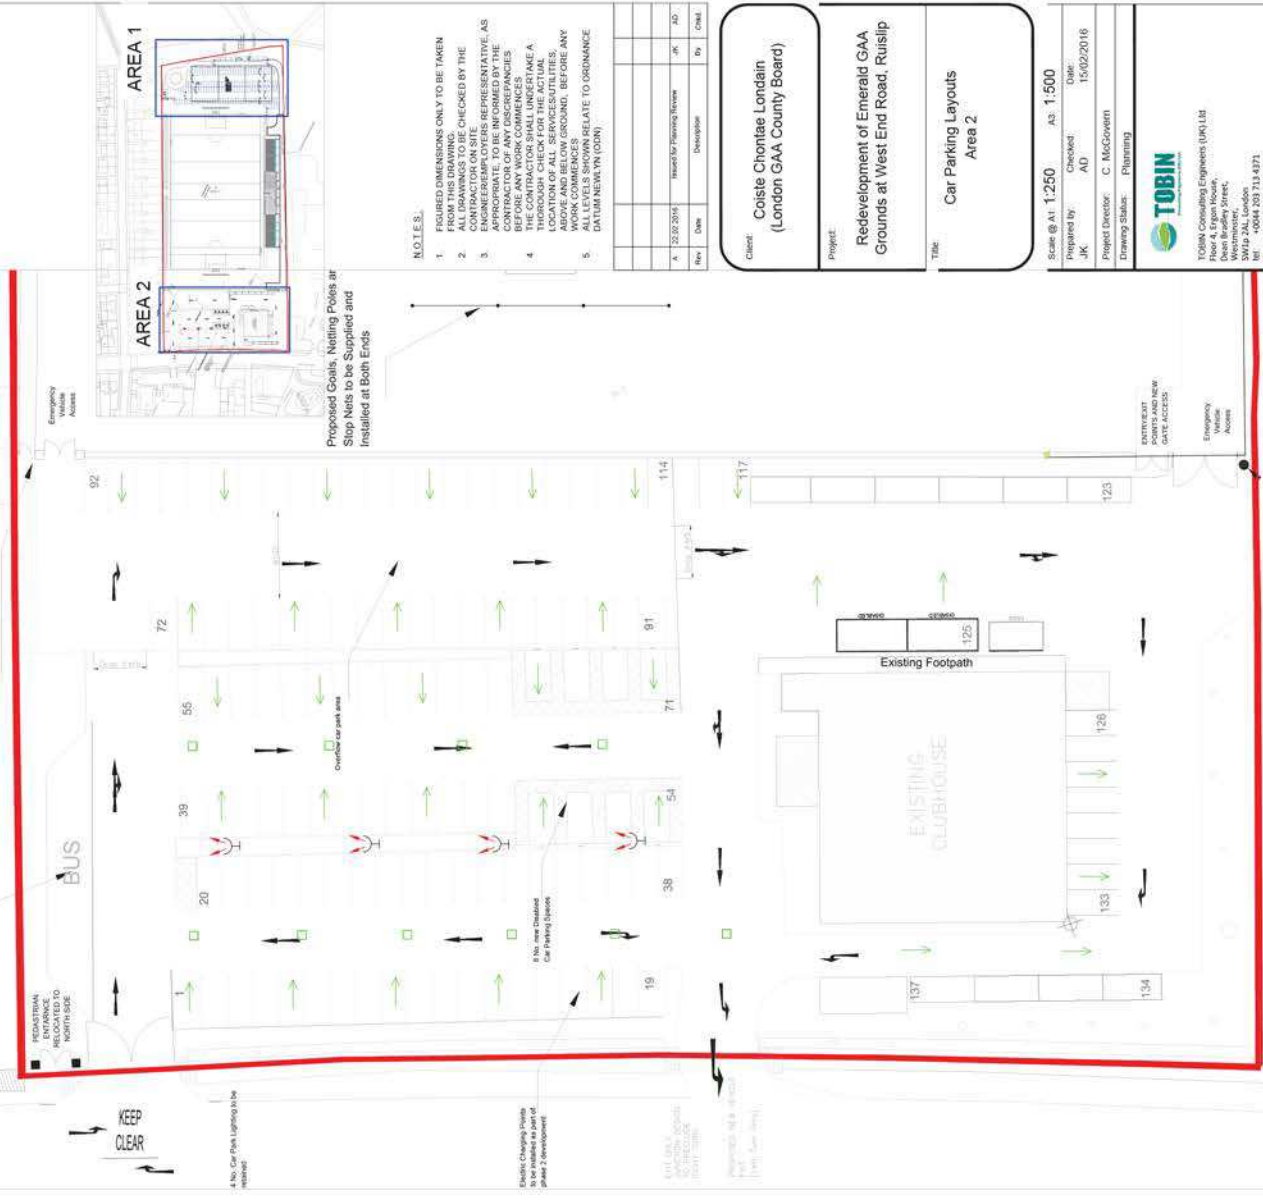 AREA 1
AREA 2
Proposed Goals, Netting Poles ar
Stop Nets to be Supplied and
Installed at Both Ends
N O T E S.
1. FIGURED DIMENSIONS ONLY TO BE TAKEN
FROM THIS DRAWING.
2 ALL DRAWINGS TO BE CHECKED BY THE
CONTRACTOR ON SITE
3. ENGINEER/EMPLOYERS REPRESENTATIVE, AS
APPROPRIATE, TO BE INFORMED BY THE
CONTRACTOR OF ANY DISCREPANCIES
BEFORE ANY WORK COMMENCES
4 THE CONTRACTOR SHALL UNDERTAKE A
THOROUGH CHECK FOR THE ACTUAL
LOCATION OF ALL SERVICES/UTILITIES,
ABOVE AND BELOW GROUND, BEFORE ANY
WORK COMMENCES
5 ALL LEVELS SHOWN RELATE TO ORDNANCE
DATUM NEWLYN (ODN)
A 22.02.2016 Issued for Planning Review JK AD
Rev Date Description By Chkd.
Client:
Coiste Chontae Londain
(London GAA County Board)
Project:
Redevelopment of Emerald GAA
Grounds at West End Road, Ruislip
Title:
Car Parking Layouts
Area 2
Scale @ A1: 1:250 A3: 1:500
Prepared by: Checked: Date:
JK AD 15/02/2016
Project Director: C. McGovern
Drawing Status: Planning
TOBIN
TOBIN Consulting Engineers (UK) Ltd
Floor 4, Ergon House,
Dean Bradley Street,
Westminster,
SW1p 2AL, London
tel: +0044 203 713 4371
Emergency
Vehicle
Access
92
114
117
123
ENTRY/EXIT
POINTS AND NEW
GATE ACCESS
Emergency
Vehicle
Access
72
91
125
Existing Footpath
55
71
Overflow car park area
126
39
54
EXISTING
CLUBHOUSE
BUS
20
38
133
8 No. new Disabled
Car Parking Spaces
PEDASTRIAN
ENTARNCE
RELOCATED TO
NORTH SIDE
1
19
137
134
KEEP
CLEAR
4 No. Car Park Lighting to be
retained
Electric Charging Points
to be installed as part of
phase 2 development